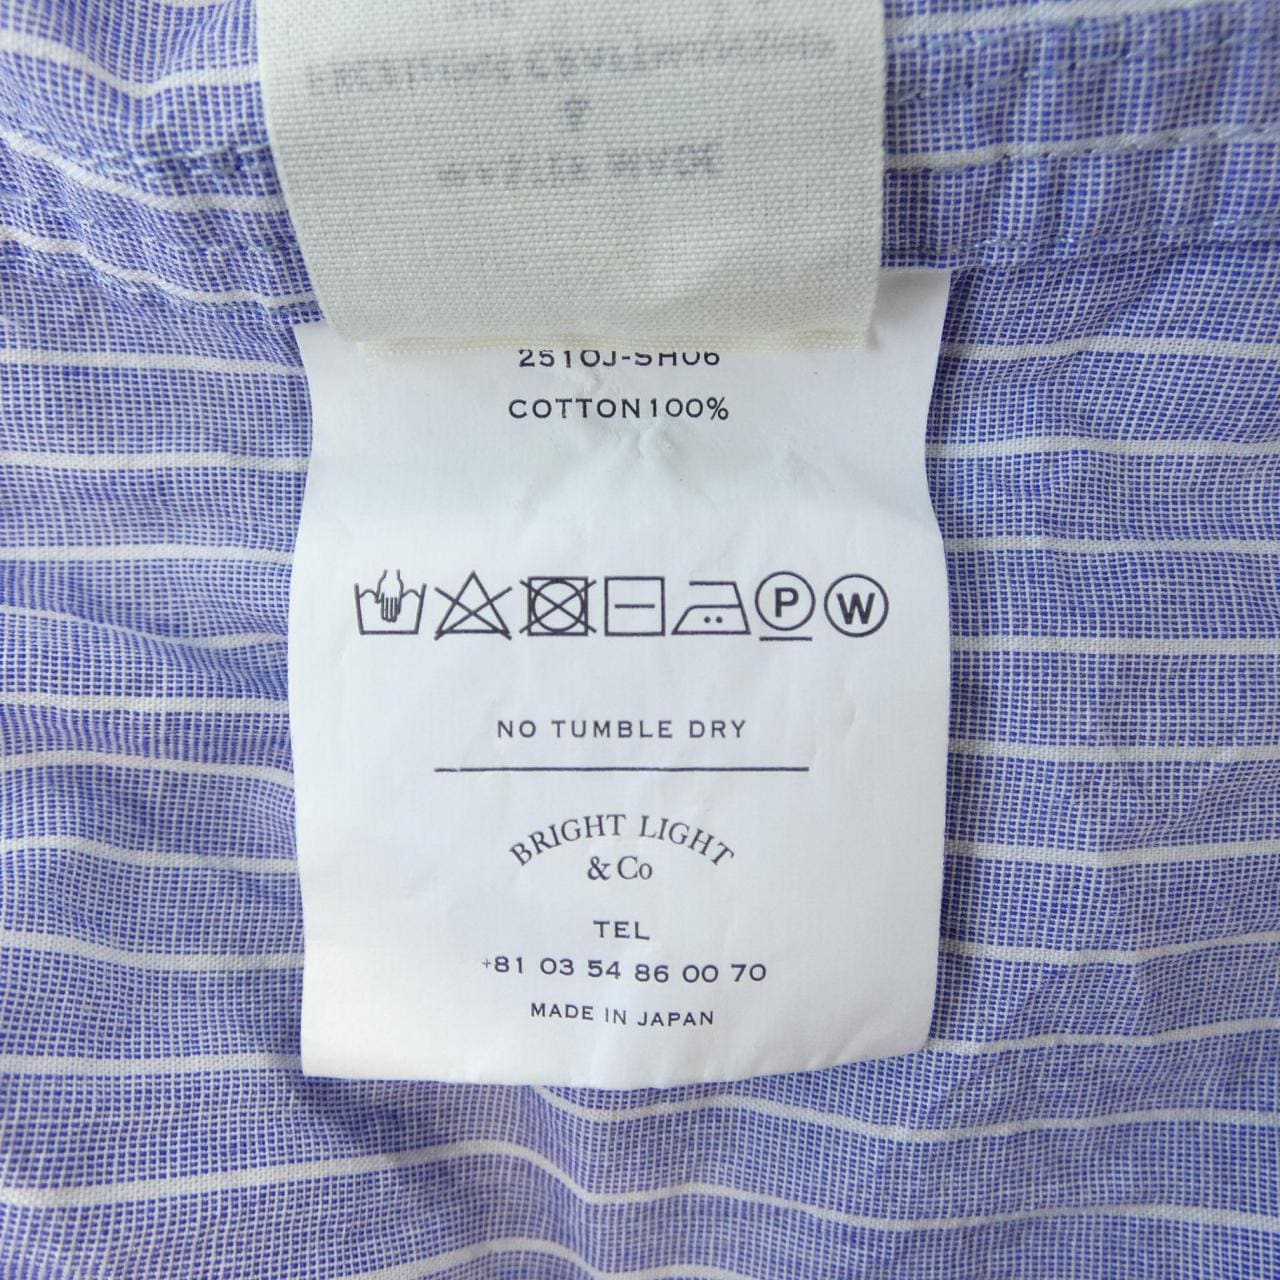 2510J-SH06
COTTON100%
P W
NO TUMBLE DRY
BRIGHT LIGHT
& Co
TEL
+81 03 54 86 00 70
MADE IN JAPAN